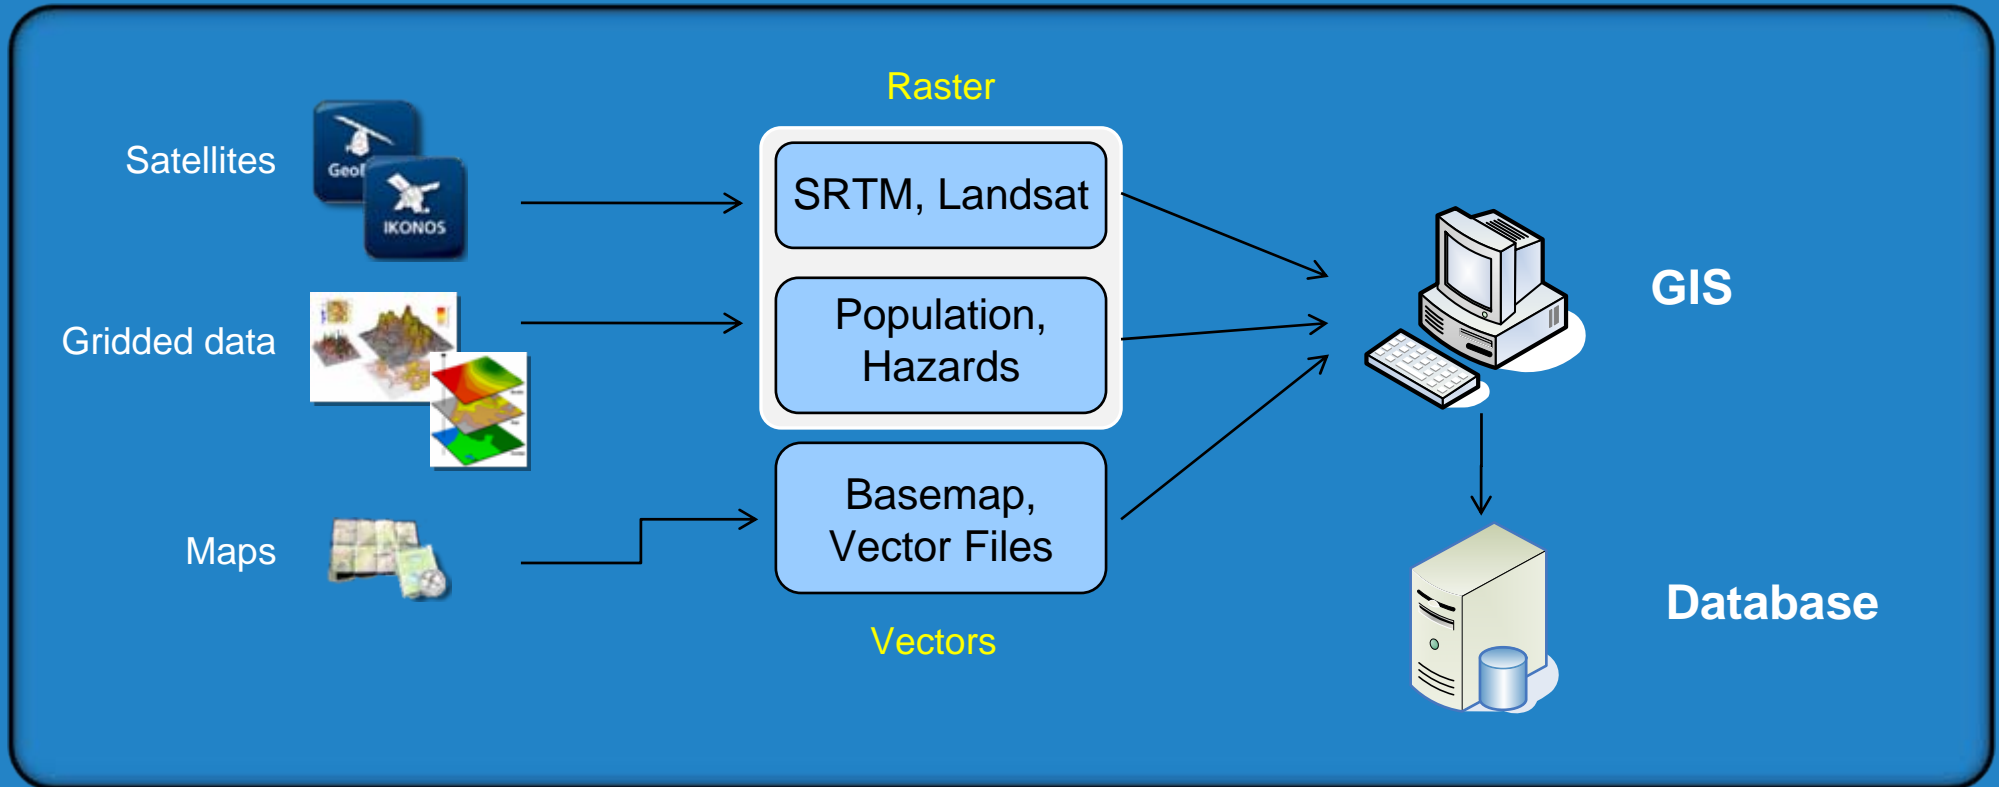 Raster
Satellites
IKONOS
SRTM, Landsat
GIS
Gridded data
Population,
Hazards
Maps
Basemap,
Vector Files
Vectors
Database